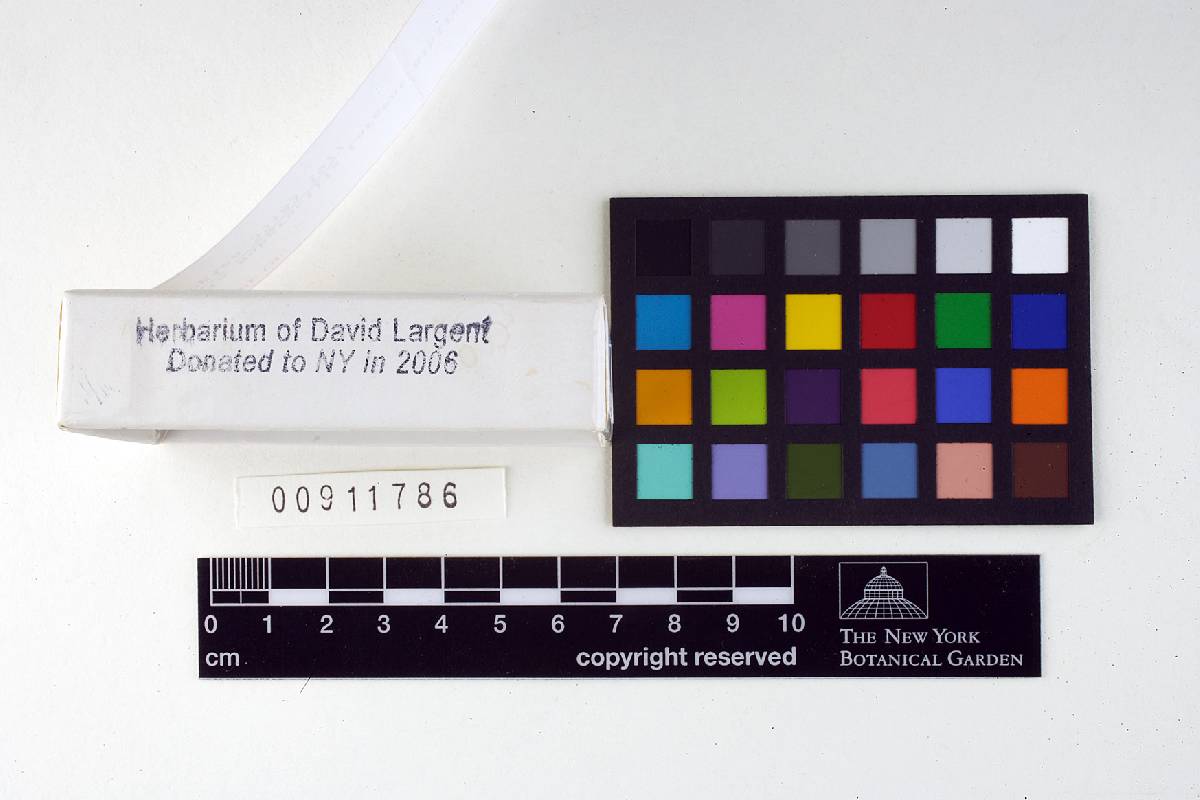 Herbarium of David Largent
Donated to NY in 2006
00911786
0 1 2 3 4 5 6 7 8 9 10
cm
copyright reserved
THE NEW YORK
BOTANICAL GARDEN